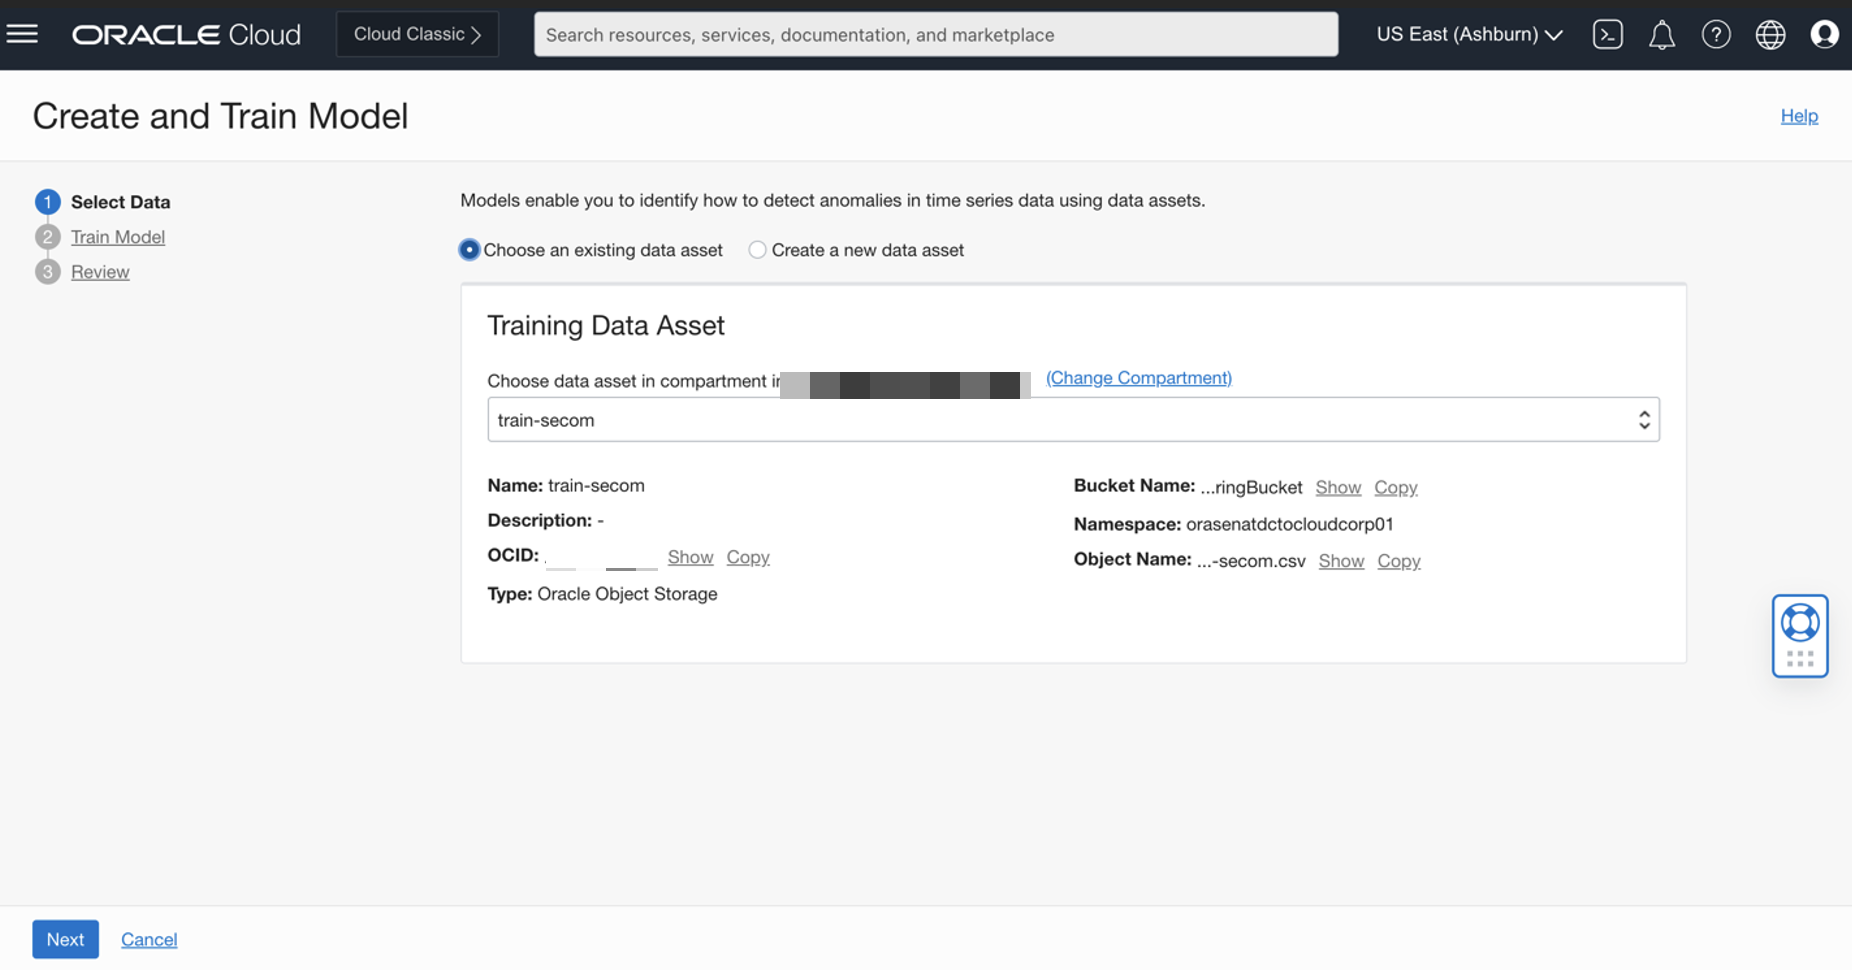 ORACLE Cloud
Cloud Classic
Search resources, services, documentation, and marketplace
US East (Ashburn)
Create and Train Model
Help
1 Select Data
2 Train Model
3 Review
Models enable you to identify how to detect anomalies in time series data using data assets.
Choose an existing data asset
Create a new data asset
Training Data Asset
Choose data asset in compartment
(Change Compartment)
train-secom
Name: train-secom
Description: -
OCID:
Show Copy
Type: Oracle Object Storage
Bucket Name: ...ringBucket Show Copy
Namespace: orasenatdctocloudcorp01
Object Name: ...-secom.csv Show Copy
Next
Cancel